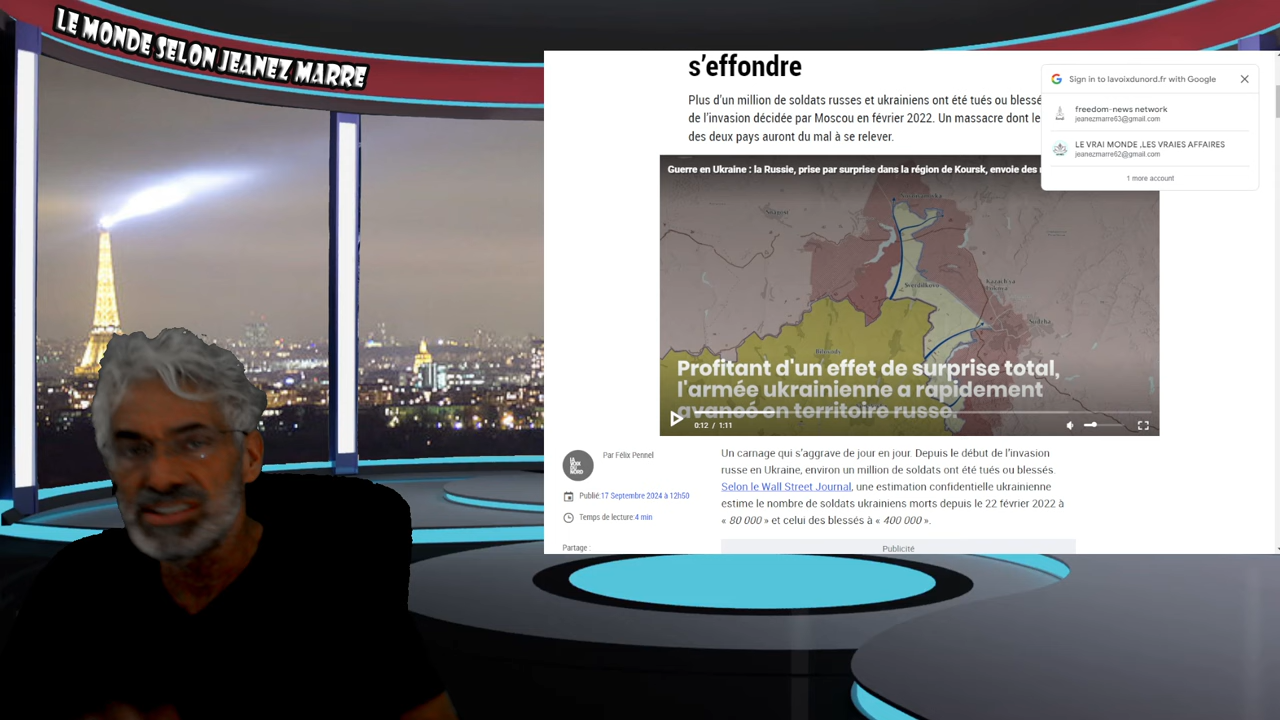 LE MONDE SELON JEANEZ MARRE
s'effondre
Plus d'un million de soldats russes et ukrainiens ont été tués ou blessé
de l'invasion décidée par Moscou en février 2022. Un massacre dont le
des deux pays auront du mal à se relever.
Sign in to lavoixdunord.fr with Google
freedom-news network
jeanezmarre63@gmail.com
LE VRAI MONDE ,LES VRAIES AFFAIRES
jeanezmarre62@gmail.com
1 more account
Guerre en Ukraine : la Russie, prise par surprise dans la région de Koursk, envoie des
Profitant d'un effet de surprise total,
l'armée ukrainienne a rapidement
avancé en territoire russe.
0:12 / 1:11
LA VOIX DU NORD
Par Félix Pennel
Publié 17 Septembre 2024 à 12h50
Temps de lecture 4 min
Partage :
Un carnage qui s'aggrave de jour en jour. Depuis le début de l'invasion
russe en Ukraine, environ un million de soldats ont été tués ou blessés.
Selon le Wall Street Journal, une estimation confidentielle ukrainienne
estime le nombre de soldats ukrainiens morts depuis le 22 février 2022 à
« 80 000 » et celui des blessés à « 400 000 ».
Publicité